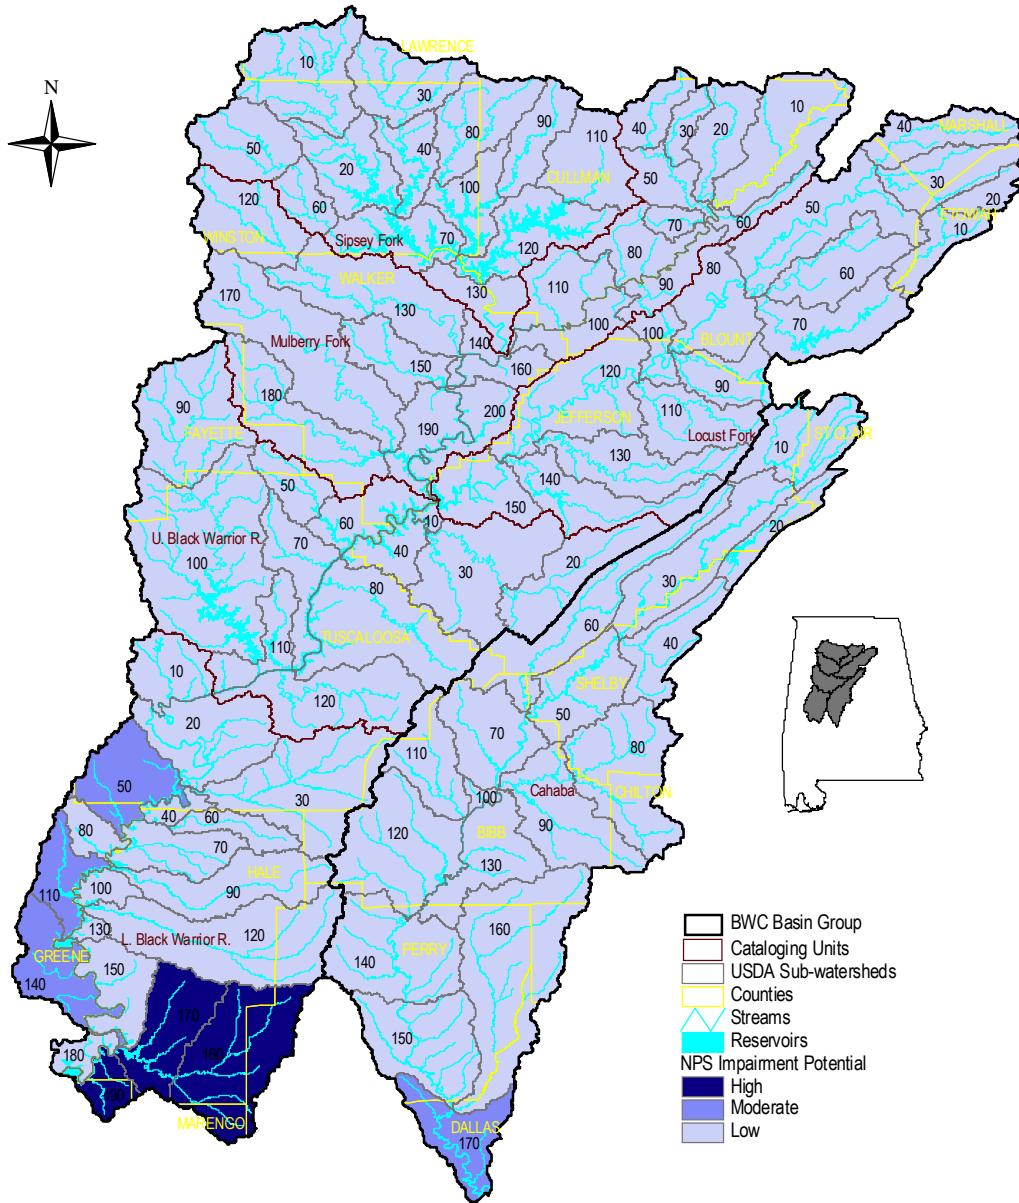 LAWRENCE
10
30
80
90
110
40
30
20
10
N
50
20
40
100
CULLMAN
50
40
MARSHALL
30
120
60
WINSTON
Sipsey Fork
70
120
70
60
50
20
ETOWAH
10
80
80
60
WALKER
170
130
130
110
90
70
Mulberry Fork
140
100
100
BLOUNT
150
160
120
90
90
180
200
110
FAYETTE
190
JEFFERSON
Locust Fork
10
ST CLAIR
130
50
140
60
10
150
20
U. Black Warrior R.
70
40
20
100
80
30
30
60
40
110
TUSCALOOSA
10
120
SHELBY
20
50
70
80
110
50
30
100
Cahaba
CHILTON
40
60
80
120
BIBB
90
70
130
HALE
110
100
90
130
L. Black Warrior R.
120
160
GREENE
150
PERRY
140
140
170
150
180
160
90
MARENGO
DALLAS
170
BWC Basin Group
Cataloging Units
USDA Sub-watersheds
Counties
Streams
Reservoirs
NPS Impairment Potential
High
Moderate
Low